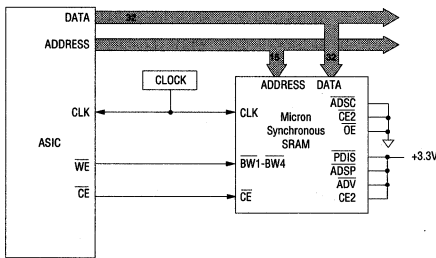 DATA 32
ADDRESS
15 32
CLOCK
ADDRESS DATA
CLK CLK
ASIC
Micron
Synchronous
SRAM
ADSC
CE2
OE
WE BW1-BW4
CE CE
PDIS
ADSP
ADV
CE2
+3.3V